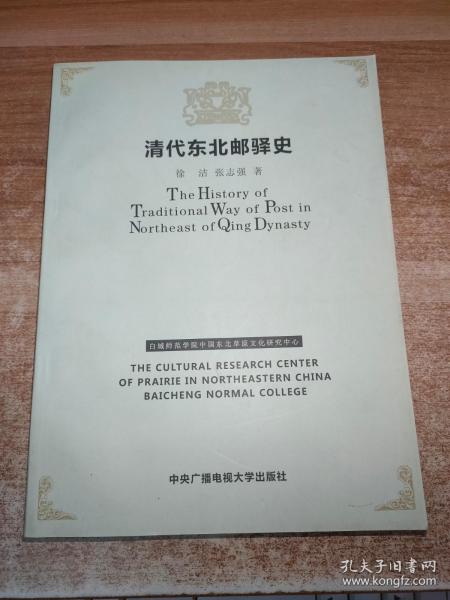 清代东北邮驿史
徐 洁 张志强 著
The History of
Traditional Way of Post in
Northeast of Qing Dynasty
白城师范学院中国东北草原文化研究中心
THE CULTURAL RESEARCH CENTER
OF PRAIRIE IN NORTHEASTERN CHINA
BAICHENG NORMAL COLLEGE
中央广播电视大学出版社
孔夫子旧书网
www.kongfz.com